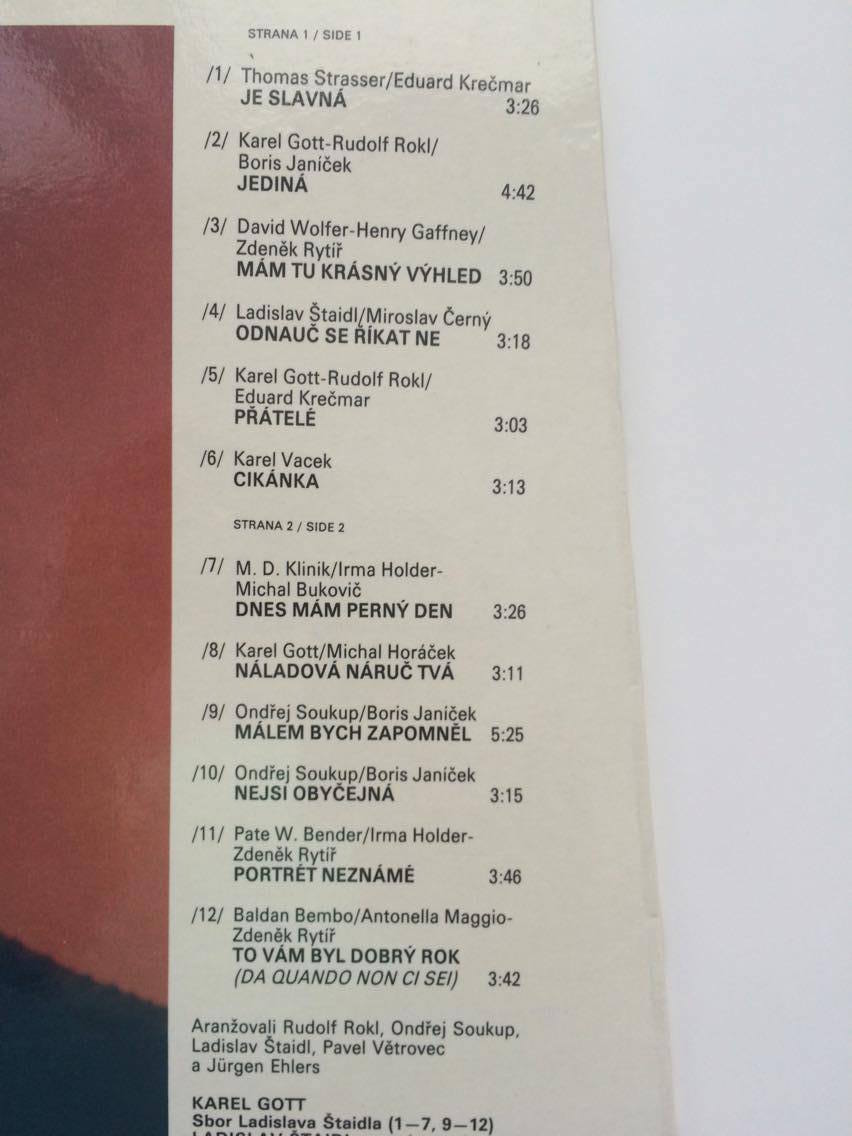 STRANA 1 / SIDE 1
/1/ Thomas Strasser/Eduard Krečmar
JE SLAVNÁ 3:26
/2/ Karel Gott-Rudolf Rokl/
Boris Janíček
JEDINÁ 4:42
/3/ David Wolfer-Henry Gaffney/
Zdeněk Rytíř
MÁM TU KRÁSNÝ VÝHLED 3:50
/4/ Ladislav Štaidl/Miroslav Černý
ODNAUČ SE ŘÍKAT NE 3:18
/5/ Karel Gott-Rudolf Rokl/
Eduard Krečmar
PŘÁTELÉ 3:03
/6/ Karel Vacek
CIKÁNKA 3:13
STRANA 2 / SIDE 2
/7/ M. D. Klinik/Irma Holder-
Michal Bukovič
DNES MÁM PERNÝ DEN 3:26
/8/ Karel Gott/Michal Horáček
NÁLADOVÁ NÁRUČ TVÁ 3:11
/9/ Ondřej Soukup/Boris Janíček
MÁLEM BYCH ZAPOMNĚL 5:25
/10/ Ondřej Soukup/Boris Janíček
NEJSI OBYČEJNÁ 3:15
/11/ Pate W. Bender/Irma Holder-
Zdeněk Rytíř
PORTRÉT NEZNÁMÉ 3:46
/12/ Baldan Bembo/Antonella Maggio-
Zdeněk Rytíř
TO VÁM BYL DOBRÝ ROK
(DA QUANDO NON CI SEI) 3:42
Aranžovali Rudolf Rokl, Ondřej Soukup,
Ladislav Štaidl, Pavel Větrovec
a Jürgen Ehlers
KAREL GOTT
Sbor Ladislava Štaidla (1—7, 9—12)
LADISLAV ŠTAIDL